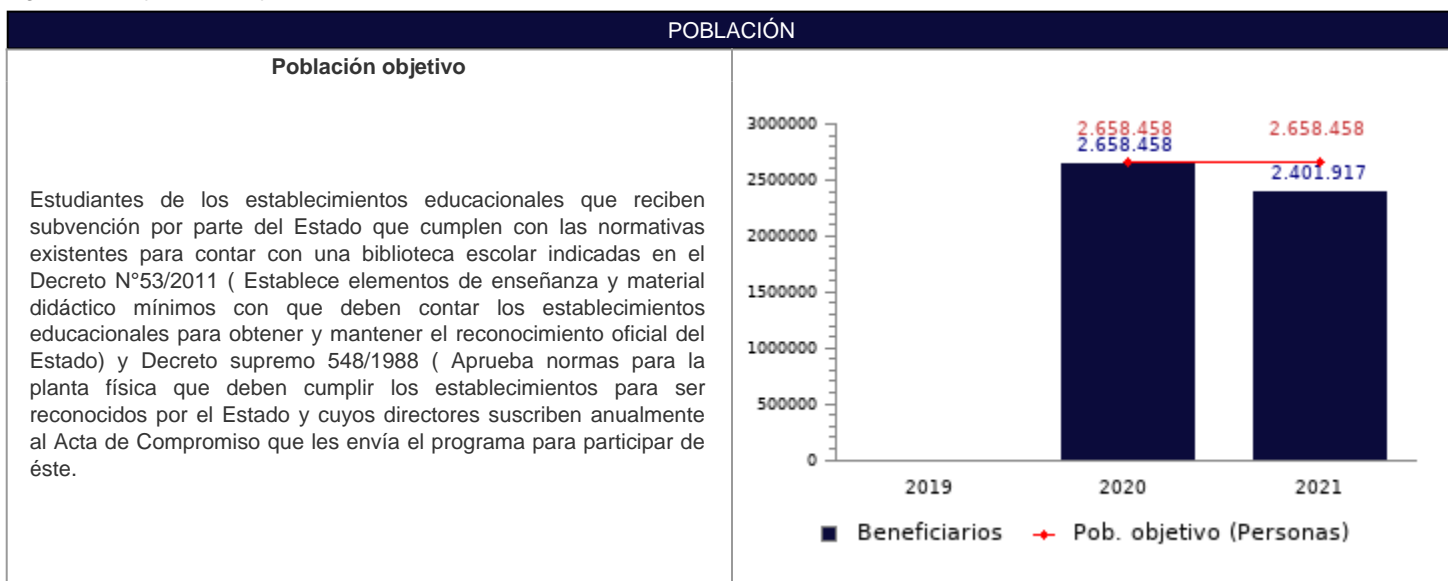 POBLACIÓN
Población objetivo
Estudiantes de los establecimientos educacionales que reciben
subvención por parte del Estado que cumplen con las normativas
existentes para contar con una biblioteca escolar indicadas en el
Decreto N°53/2011 ( Establece elementos de enseñanza y material
didáctico mínimos con que deben contar los establecimientos
educacionales para obtener y mantener el reconocimiento oficial del
Estado) y Decreto supremo 548/1988 ( Aprueba normas para la
planta física que deben cumplir los establecimientos para ser
reconocidos por el Estado y cuyos directores suscriben anualmente
al Acta de Compromiso que les envía el programa para participar de
éste.
3000000
2500000
2000000
1500000
1000000
500000
0
2.658.458 2.658.458
2.658.458
2.401.917
2019 2020 2021
Beneficiarios Pob. objetivo (Personas)